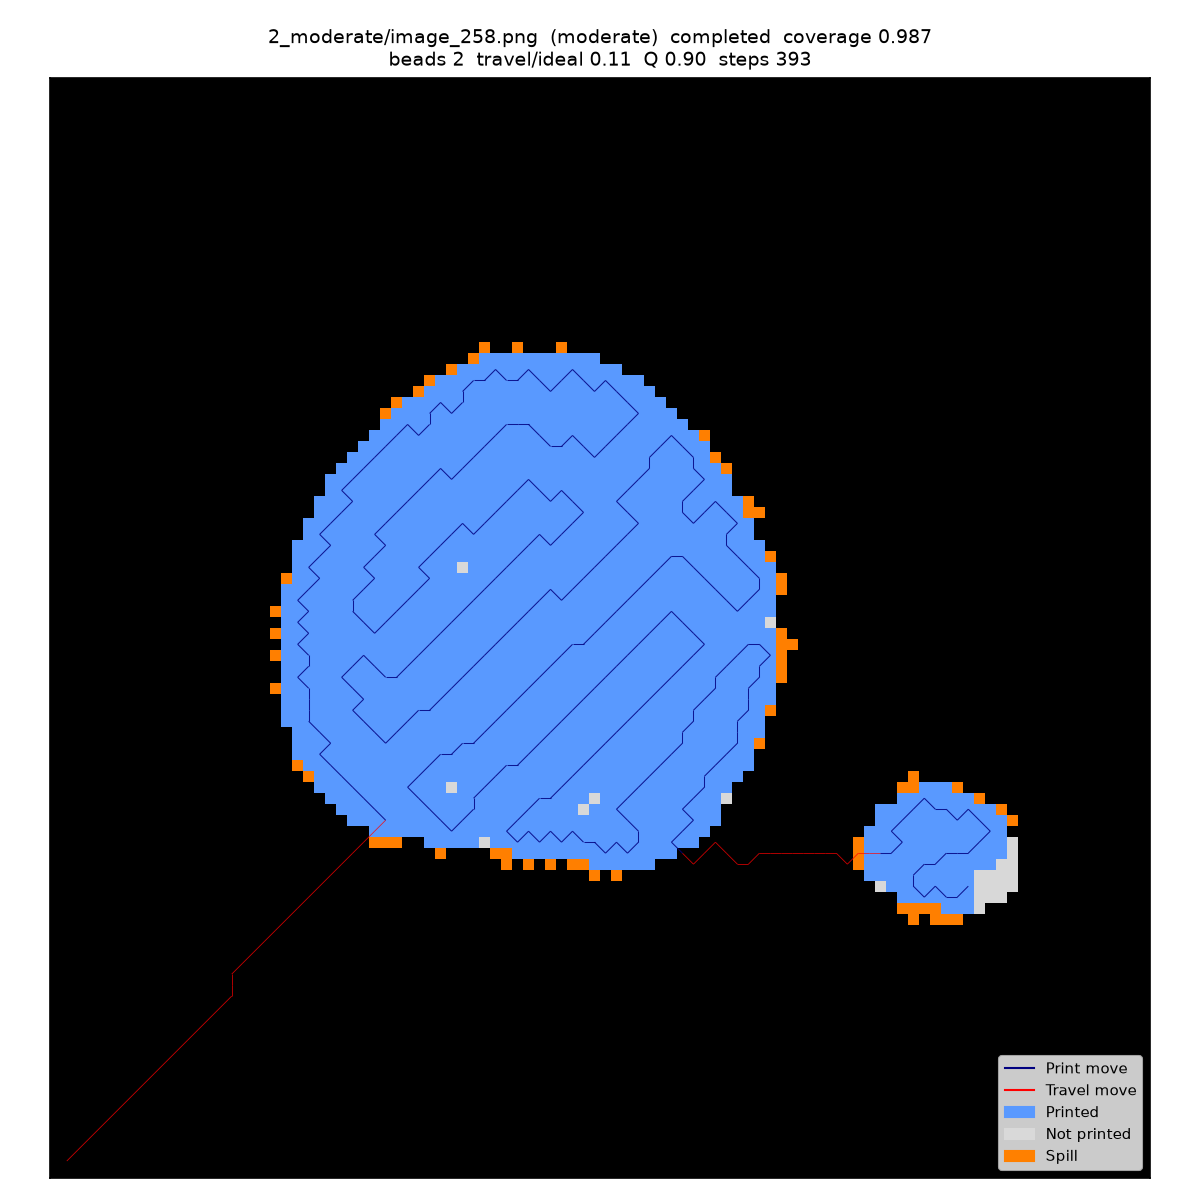 2_moderate/image_258.png  (moderate)  completed  coverage 0.987
beads 2  travel/ideal 0.11  Q 0.90  steps 393
Print move
Travel move
Printed
Not printed
Spill